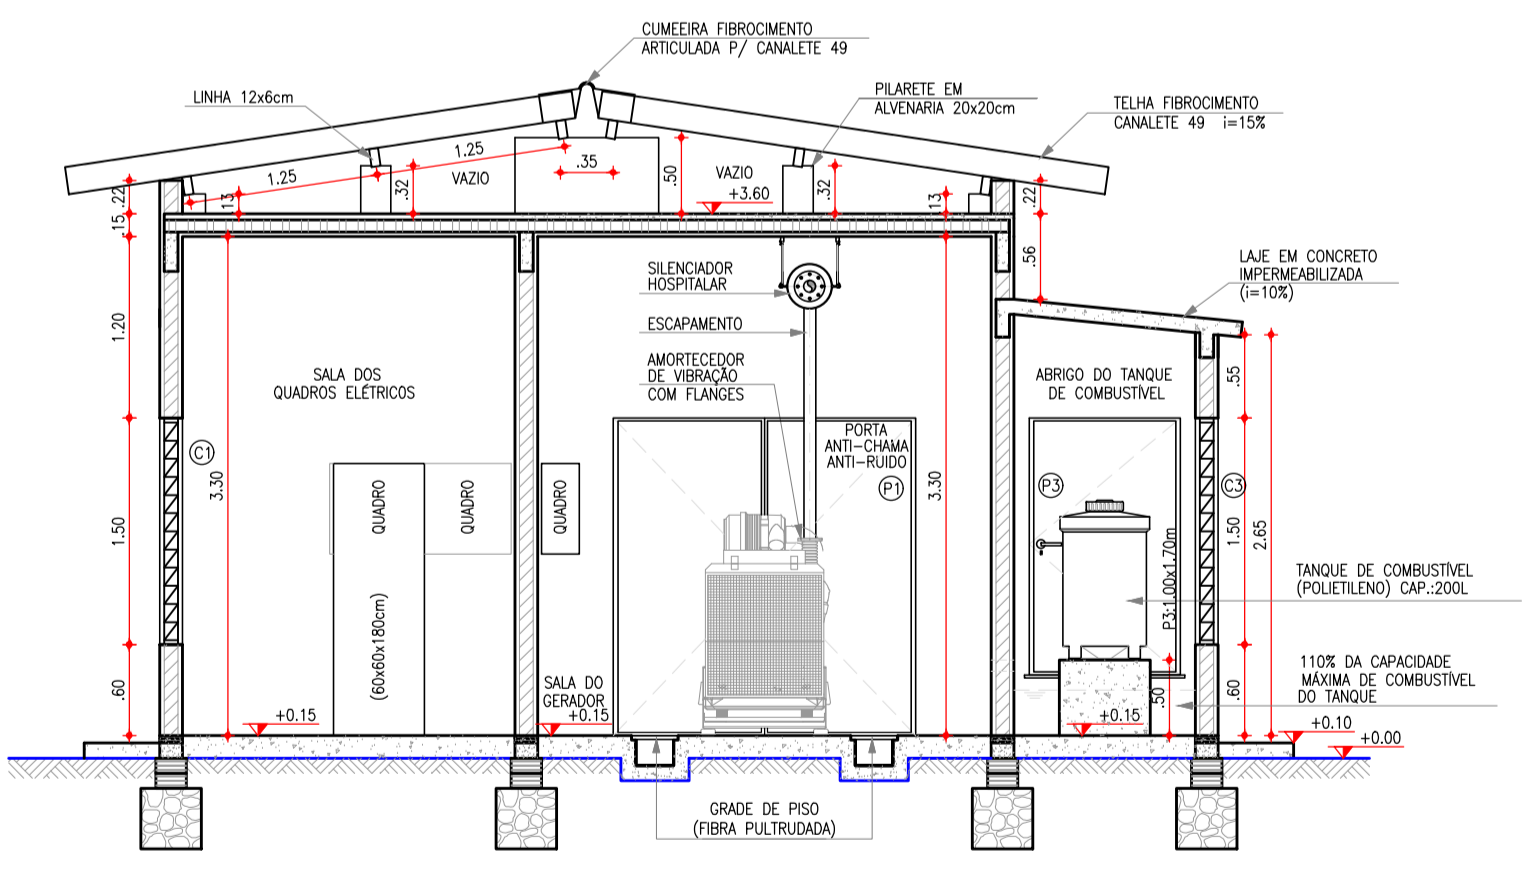 CUMEEIRA FIBROCIMENTO
ARTICULADA P/ CANALETE 49
LINHA 12x6cm
PILARETE EM
ALVENARIA 20x20cm
TELHA FIBROCIMENTO
CANALETE 49 i=15%
1.25
1.25
.35
.50
VAZIO
VAZIO
.32
.32
+3.60
.22
.13
.13
.22
.15
.56
LAJE EM CONCRETO
IMPERMEABILIZADA
(i=10%)
SILENCIADOR
HOSPITALAR
ESCAPAMENTO
AMORTECEDOR
DE VIBRAÇÃO
COM FLANGES
1.20
SALA DOS
QUADROS ELÉTRICOS
ABRIGO DO TANQUE
DE COMBUSTÍVEL
.55
PORTA
ANTI-CHAMA
ANTI-RUIDO
C1
P1
P3
C3
3.30
3.30
QUADRO
QUADRO
QUADRO
1.50
1.50
2.65
(60x60x180cm)
P3:1.00x1.70m
TANQUE DE COMBUSTÍVEL
(POLIETILENO) CAP.:200L
110% DA CAPACIDADE
MÁXIMA DE COMBUSTÍVEL
DO TANQUE
.60
.50
.60
SALA DO
GERADOR
+0.15
+0.15
+0.15
+0.10
+0.00
GRADE DE PISO
(FIBRA PULTRUDADA)